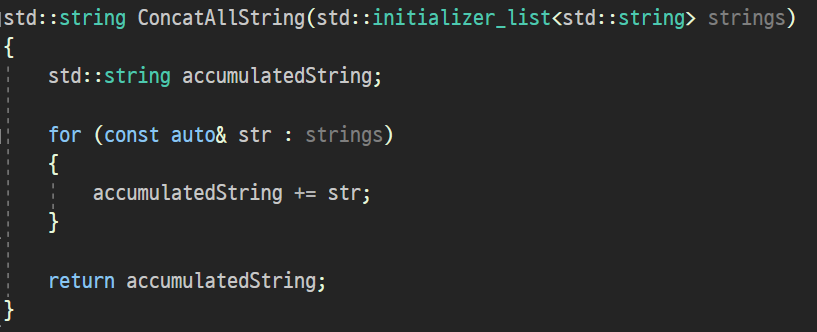 std::string ConcatAllString(std::initializer_list<std::string> strings)
{
    std::string accumulatedString;

    for (const auto& str : strings)
    {
        accumulatedString += str;
    }

    return accumulatedString;
}